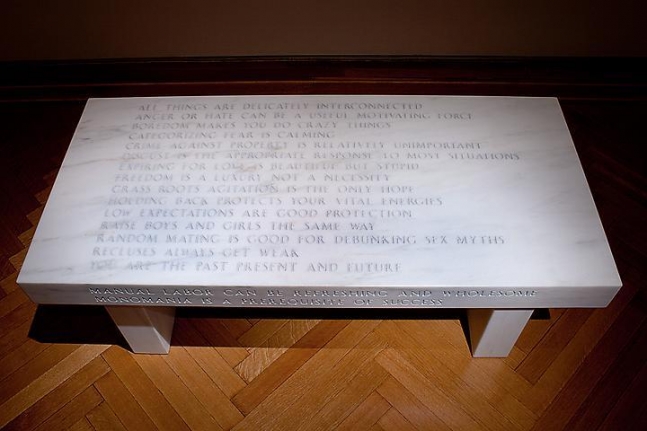 ALL THINGS ARE DELICATELY INTERCONNECTED
ANGER OR HATE CAN BE A USEFUL MOTIVATING FORCE
BOREDOM MAKES YOU DO CRAZY THINGS
CATEGORIZING FEAR IS CALMING
CRIME AGAINST PROPERTY IS RELATIVELY UNIMPORTANT
DISGUST IS THE APPROPRIATE RESPONSE TO MOST SITUATIONS
EXPIRING FOR LOVE IS BEAUTIFUL BUT STUPID
FREEDOM IS A LUXURY NOT A NECESSITY
GRASS ROOTS AGITATION IS THE ONLY HOPE
HOLDING BACK PROTECTS YOUR VITAL ENERGIES
LOW EXPECTATIONS ARE GOOD PROTECTION
RAISE BOYS AND GIRLS THE SAME WAY
RANDOM MATING IS GOOD FOR DEBUNKING SEX MYTHS
RECLUSES ALWAYS GET WEAK
YOU ARE THE PAST PRESENT AND FUTURE
MANUAL LABOR CAN BE REFRESHING AND WHOLESOME
MONOMANIA IS A PREREQUISITE OF SUCCESS